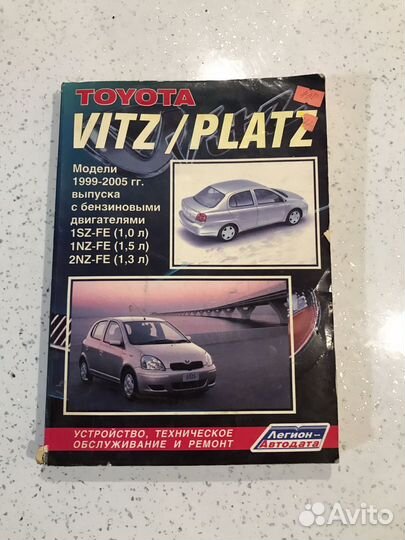 TOYOTA
VITZ /PLATZ
Модели
1999-2005 гг.
выпуска
с бензиновыми
двигателями
1SZ-FE (1,0 л)
1NZ-FE (1,5 л)
2NZ-FE (1,3 л)
УСТРОЙСТВО, ТЕХНИЧЕСКОЕ
ОБСЛУЖИВАНИЕ И РЕМОНТ
Легион-
Автодата
Avito